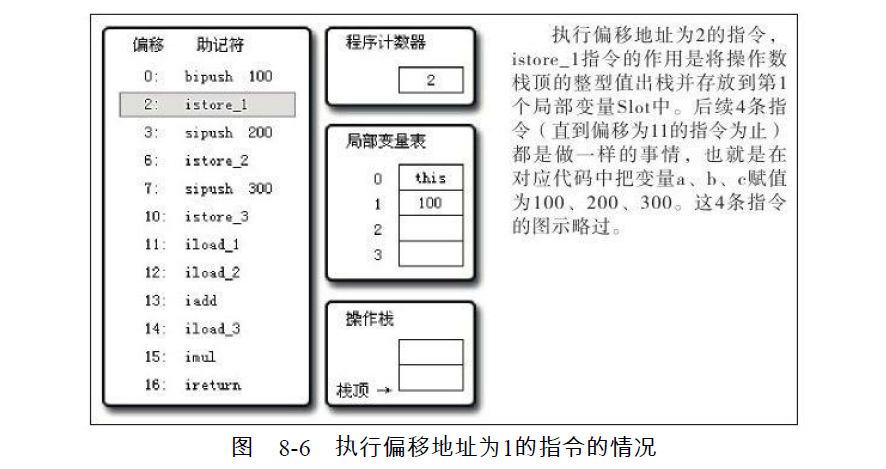 偏移 助记符
0: bipush 100
2: istore_1
3: sipush 200
6: istore_2
7: sipush 300
10: istore_3
11: iload_1
12: iload_2
13: iadd
14: iload_3
15: imul
16: ireturn
程序计数器
2
局部变量表
0 this
1 100
2
3
操作栈
栈顶 →
执行偏移地址为2的指令，
istore_1指令的作用是将操作数
栈顶的整型值出栈并存放到第1
个局部变量Slot中。后续4条指
令（直到偏移为11的指令为止）
都是做一样的事情，也就是在
对应代码中把变量a、b、c赋值
为100、200、300。这4条指令
的图示略过。
图 8-6 执行偏移地址为1的指令的情况